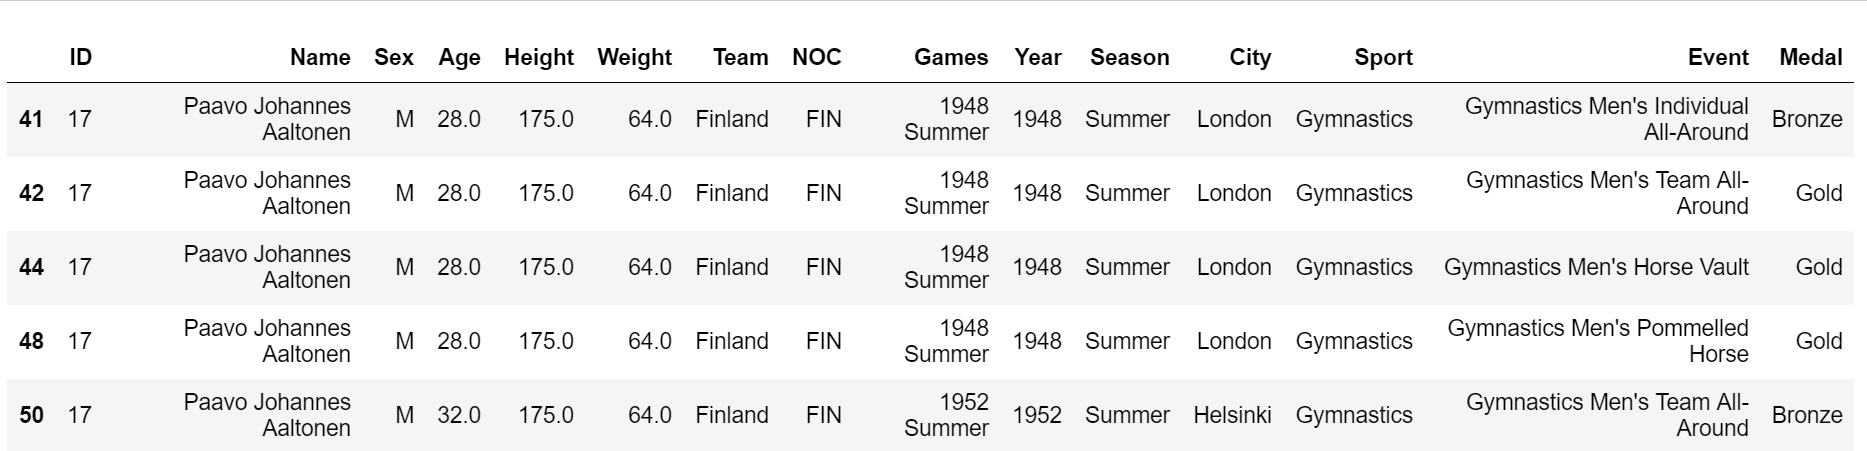 ID Name Sex Age Height Weight Team NOC Games Year Season City Sport Event Medal
41 17 Paavo Johannes Aaltonen M 28.0 175.0 64.0 Finland FIN 1948 Summer 1948 Summer London Gymnastics Gymnastics Men's Individual All-Around Bronze
42 17 Paavo Johannes Aaltonen M 28.0 175.0 64.0 Finland FIN 1948 Summer 1948 Summer London Gymnastics Gymnastics Men's Team All-Around Gold
44 17 Paavo Johannes Aaltonen M 28.0 175.0 64.0 Finland FIN 1948 Summer 1948 Summer London Gymnastics Gymnastics Men's Horse Vault Gold
48 17 Paavo Johannes Aaltonen M 28.0 175.0 64.0 Finland FIN 1948 Summer 1948 Summer London Gymnastics Gymnastics Men's Pommelled Horse Gold
50 17 Paavo Johannes Aaltonen M 32.0 175.0 64.0 Finland FIN 1952 Summer 1952 Summer Helsinki Gymnastics Gymnastics Men's Team All-Around Bronze